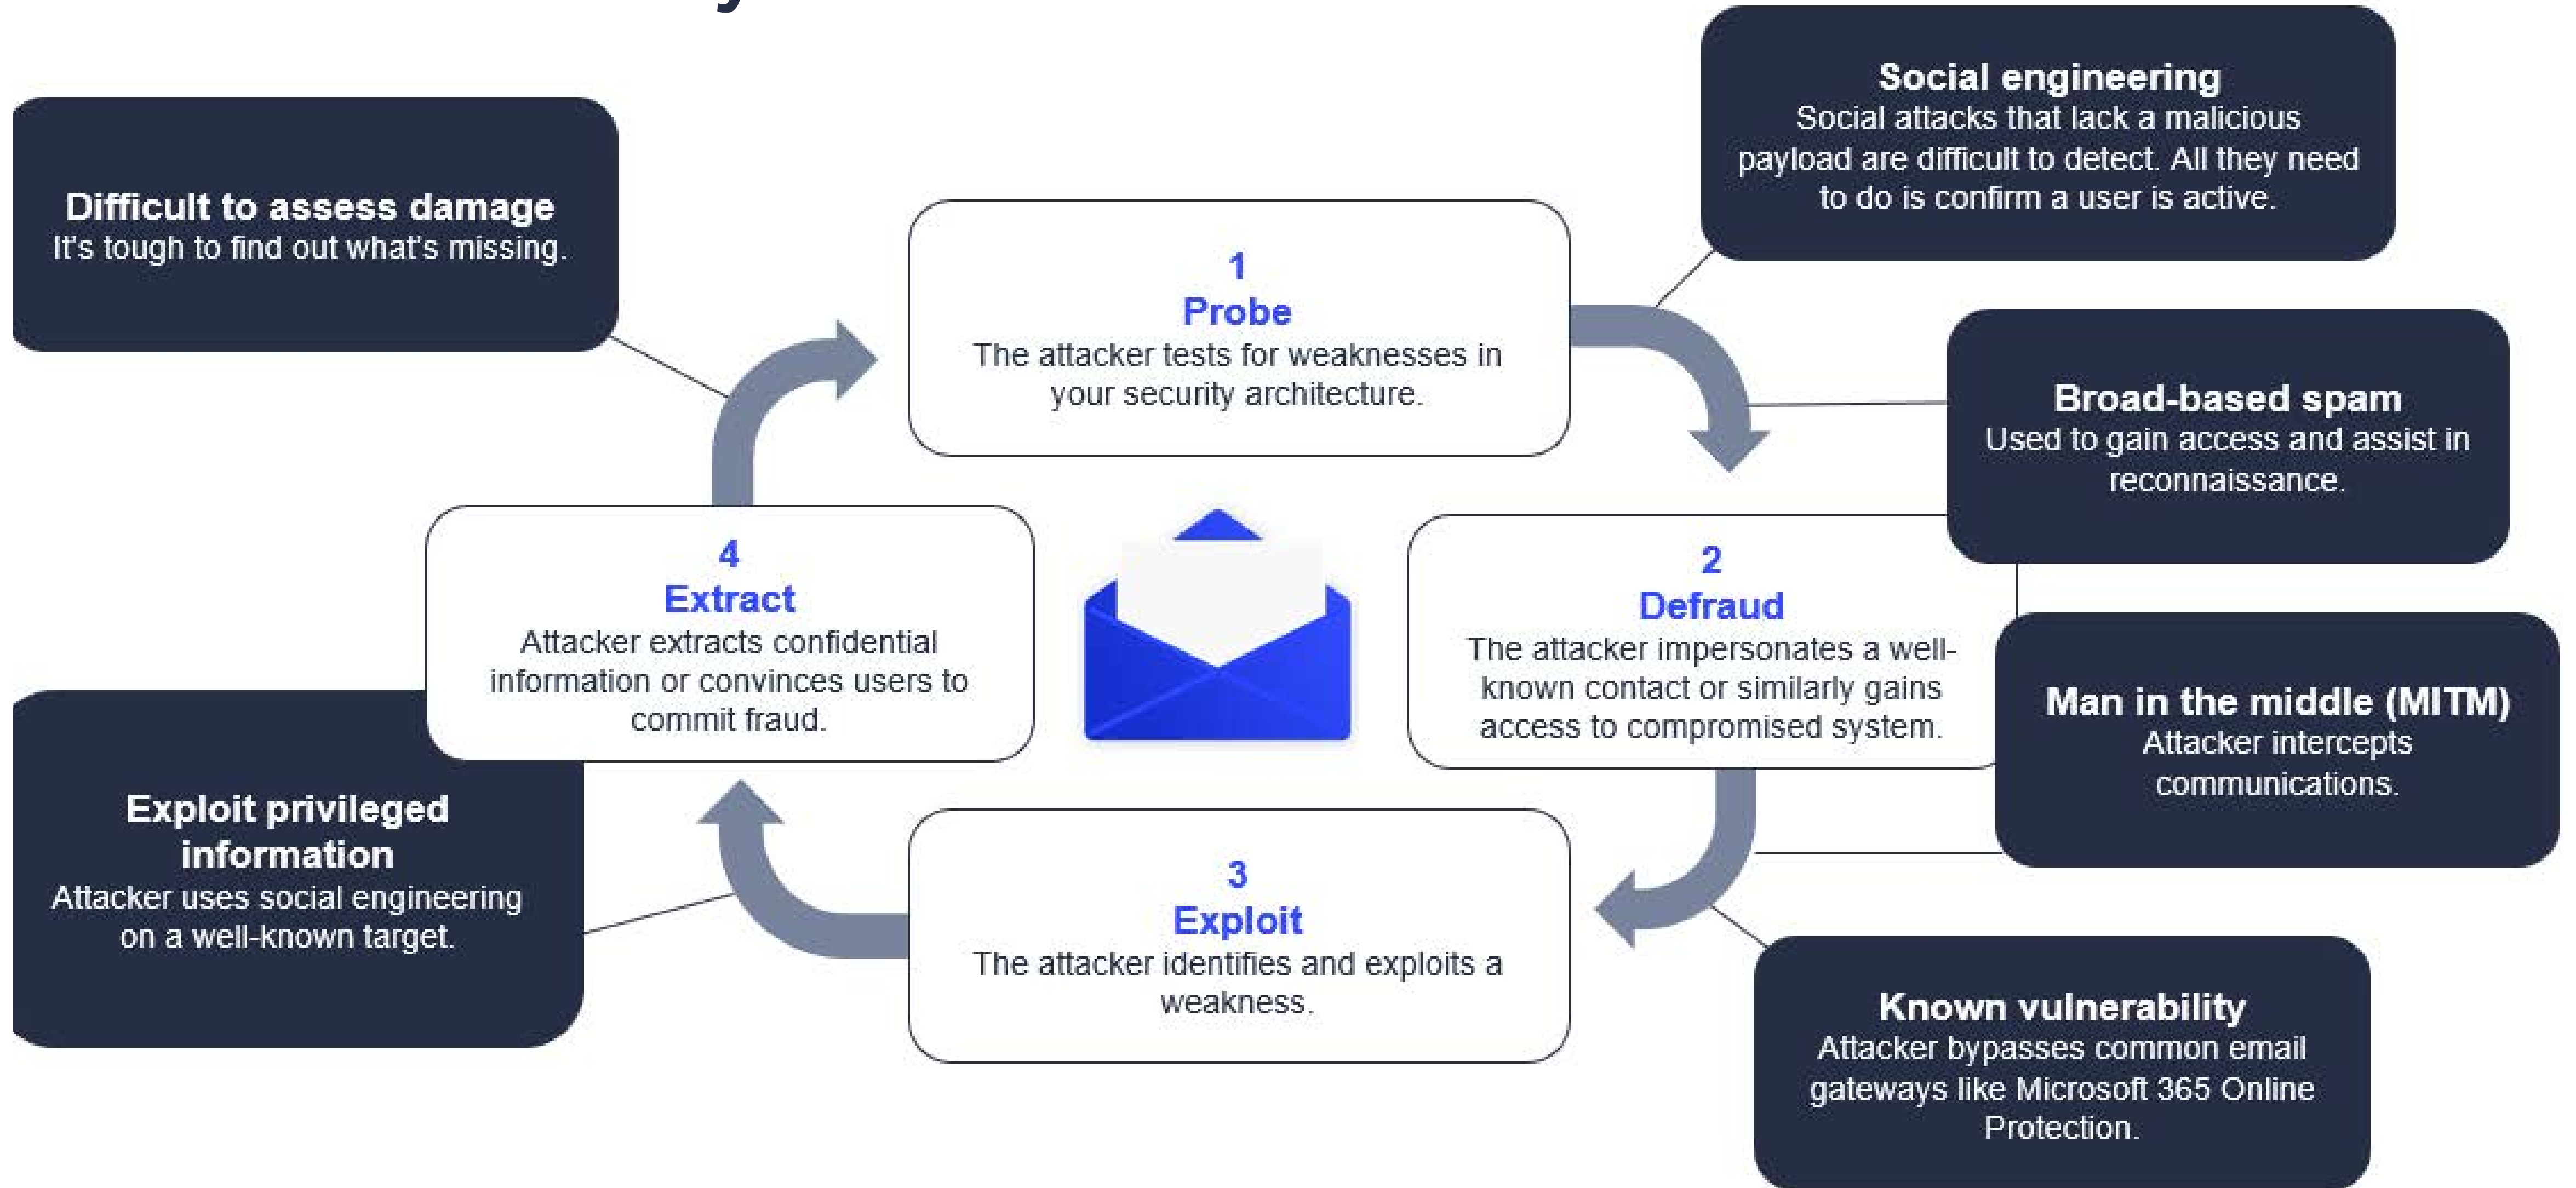 Social engineering
Social attacks that lack a malicious
payload are difficult to detect. All they need
to do is confirm a user is active.
Difficult to assess damage
It's tough to find out what's missing.
1
Probe
The attacker tests for weaknesses in
your security architecture.
Broad-based spam
Used to gain access and assist in
reconnaissance.
4
Extract
Attacker extracts confidential
information or convinces users to
commit fraud.
2
Defraud
The attacker impersonates a well-
known contact or similarly gains
access to compromised system.
Man in the middle (MITM)
Attacker intercepts
communications.
Exploit privileged
information
Attacker uses social engineering
on a well-known target.
3
Exploit
The attacker identifies and exploits a
weakness.
Known vulnerability
Attacker bypasses common email
gateways like Microsoft 365 Online
Protection.